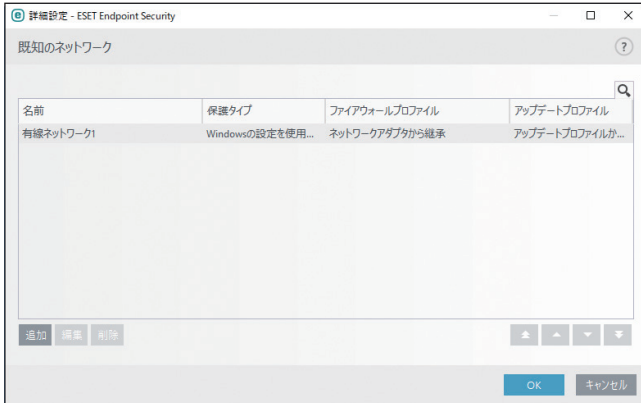 詳細設定 - ESET Endpoint Security
既知のネットワーク
?
名前 保護タイプ ファイアウォールプロファイル アップデートプロファイル
有線ネットワーク1 Windowsの設定を使用... ネットワークアダプタから継承 アップデートプロファイルか...
追加 編集 削除
OK キャンセル